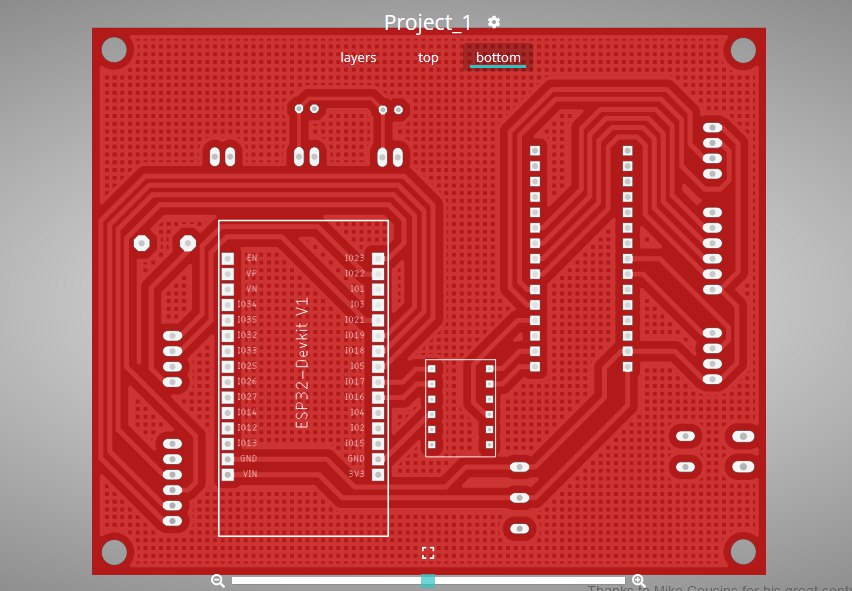 Project_1
layers top bottom
EN IO23
VP IO22
VN IO1
IO34 IO3
IO35 IO21
IO32 IO19
IO33 IO18
IO25 IO5
IO26 IO17
IO27 IO16
IO14 IO4
IO12 IO2
IO13 IO15
GND GND
VIN 3V3
ESP32-Devkit V1
Thanks to Mike Cousins for his great